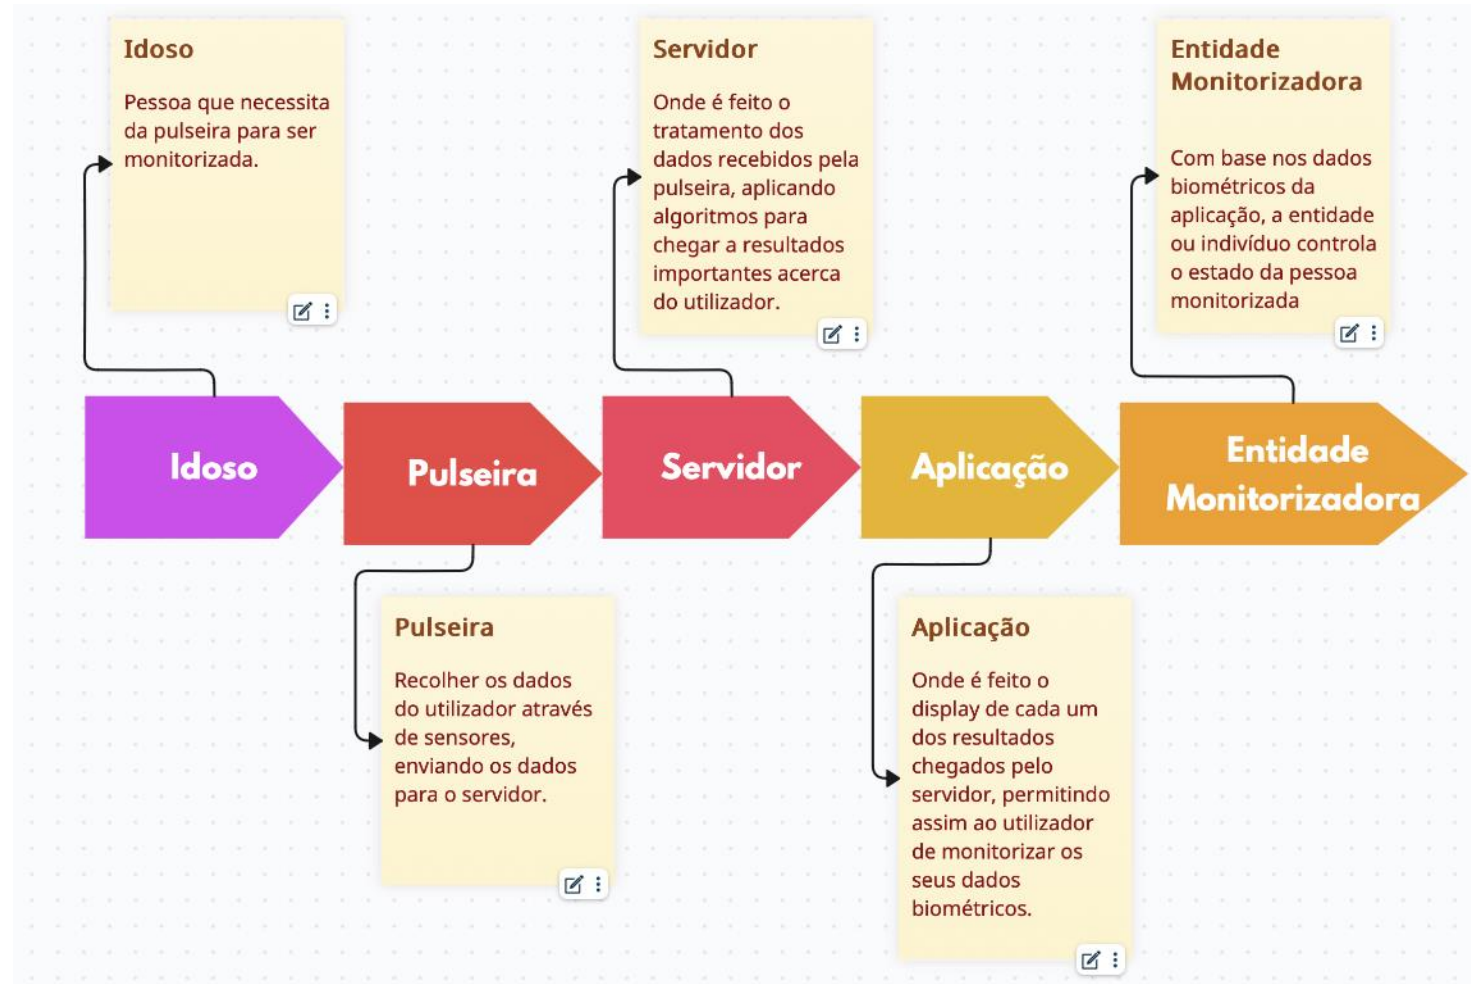 Idoso
Pessoa que necessita
da pulseira para ser
monitorizada.
Servidor
Onde é feito o
tratamento dos
dados recebidos pela
pulseira, aplicando
algoritmos para
chegar a resultados
importantes acerca
do utilizador.
Entidade
Monitorizadora
Com base nos dados
biométricos da
aplicação, a entidade
ou indivíduo controla
o estado da pessoa
monitorizada
Idoso
Pulseira
Servidor
Aplicação
Entidade
Monitorizadora
Pulseira
Recolher os dados
do utilizador através
de sensores,
enviando os dados
para o servidor.
Aplicação
Onde é feito o
display de cada um
dos resultados
chegados pelo
servidor, permitindo
assim ao utilizador
de monitorizar os
seus dados
biométricos.